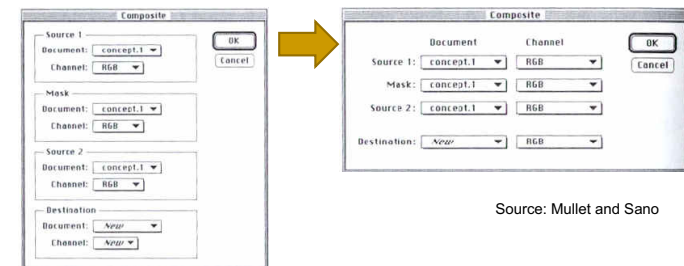 Composite
Source 1
Document: concept.1
Channel: RGB
OK
Cancel
Mask
Document: concept.1
Channel: RGB
Source 2
Document: concept.1
Channel: RGB
Destination
Document: New
Channel: New
Composite
Document Channel
Source 1: concept.1 RGB
Mask: concept.1 RGB
Source 2: concept.1 RGB
Destination: New RGB
OK
Cancel
Source: Mullet and Sano